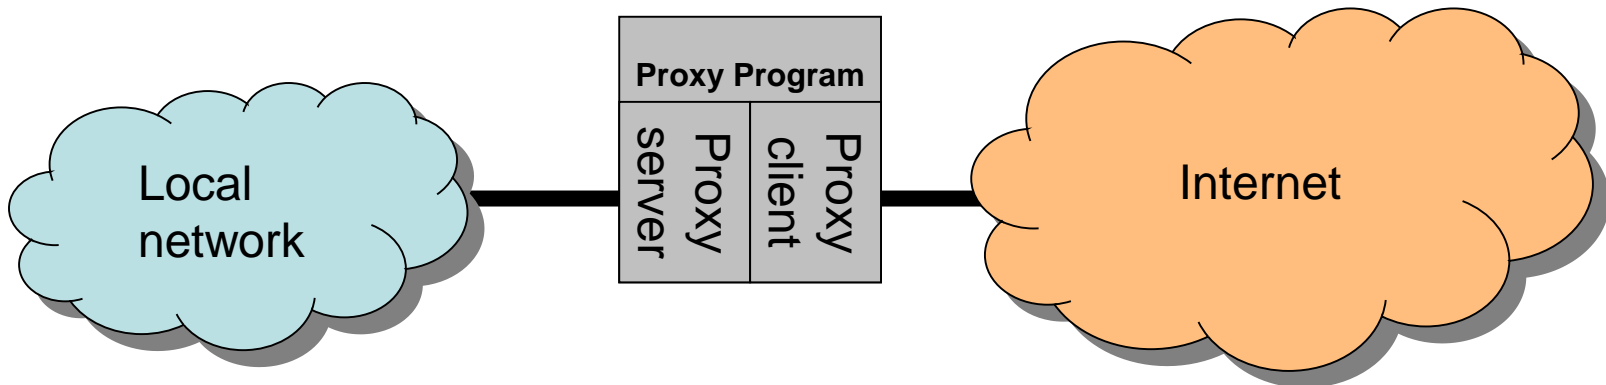 Local
network
Proxy Program
Proxy
server
Proxy
client
Internet